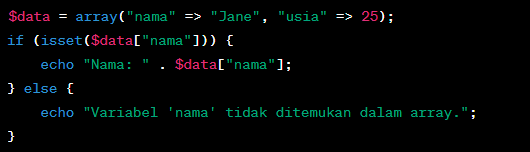 $data = array("nama" => "Jane", "usia" => 25);
if (isset($data["nama"])) {
    echo "Nama: " . $data["nama"];
} else {
    echo "Variabel 'nama' tidak ditemukan dalam array.";
}